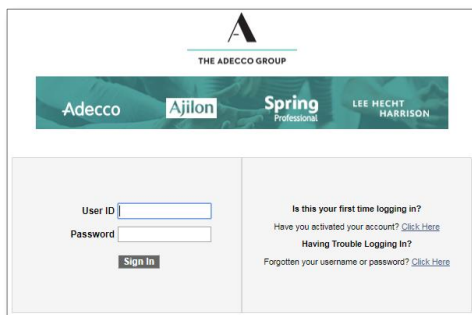 A
THE ADECCO GROUP
Adecco Ajilon Spring Professional LEE HECHT HARRISON
User ID
Password
Sign In
Is this your first time logging in?
Have you activated your account? Click Here
Having Trouble Logging In?
Forgotten your username or password? Click Here